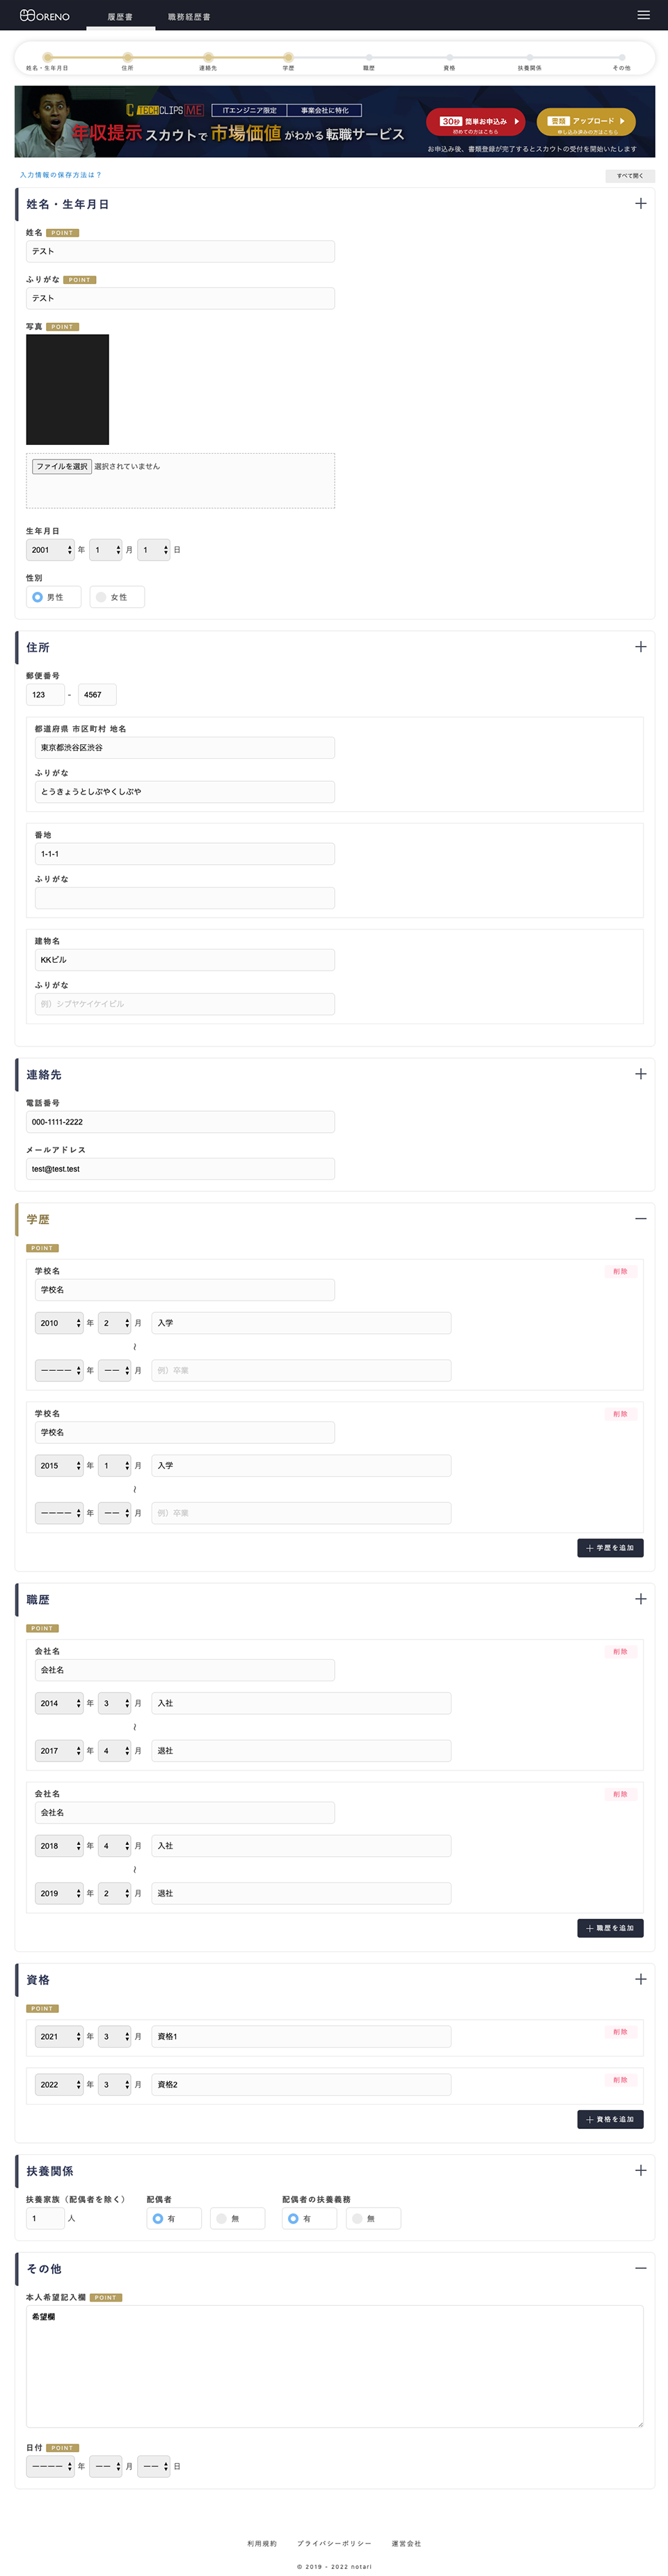 ORENO
履歴書
職務経歴書
姓名・生年月日
住所
連絡先
学歴
職歴
資格
扶養関係
その他
TECHCLIPS ME
ITエンジニア限定
事業会社に特化
年収提示スカウトで市場価値がわかる転職サービス
30秒 簡単お申込み
初めての方はこちら
書類 アップロード
申し込み済みの方はこちら
お申込み後、書類登録が完了するとスカウトの受付を開始いたします
入力情報の保存方法は？
すべて開く
姓名・生年月日
姓名 POINT
テスト
ふりがな POINT
テスト
写真 POINT
ファイルを選択 選択されていません
生年月日
2001 年 1 月 1 日
性別
男性 女性
住所
郵便番号
123 - 4567
都道府県 市区町村 地名
東京都渋谷区渋谷
ふりがな
とうきょうとしぶやくしぶや
番地
1-1-1
ふりがな
建物名
KKビル
ふりがな
例）シブヤケイケイビル
連絡先
電話番号
000-1111-2222
メールアドレス
test@test.test
学歴
POINT
学校名 削除
学校名
2010 年 2 月 入学
～
ーーーー 年 ーー 月 例）卒業
学校名 削除
学校名
2015 年 1 月 入学
～
ーーーー 年 ーー 月 例）卒業
＋ 学歴を追加
職歴
POINT
会社名 削除
会社名
2014 年 3 月 入社
～
2017 年 4 月 退社
会社名 削除
会社名
2018 年 4 月 入社
～
2019 年 2 月 退社
＋ 職歴を追加
資格
POINT
2021 年 3 月 資格1 削除
2022 年 3 月 資格2 削除
＋ 資格を追加
扶養関係
扶養家族（配偶者を除く） 配偶者 配偶者の扶養義務
1 人 有 無 有 無
その他
本人希望記入欄 POINT
希望欄
日付 POINT
ーーーー 年 ーー 月 ーー 日
利用規約 プライバシーポリシー 運営会社
© 2019 - 2022 notari